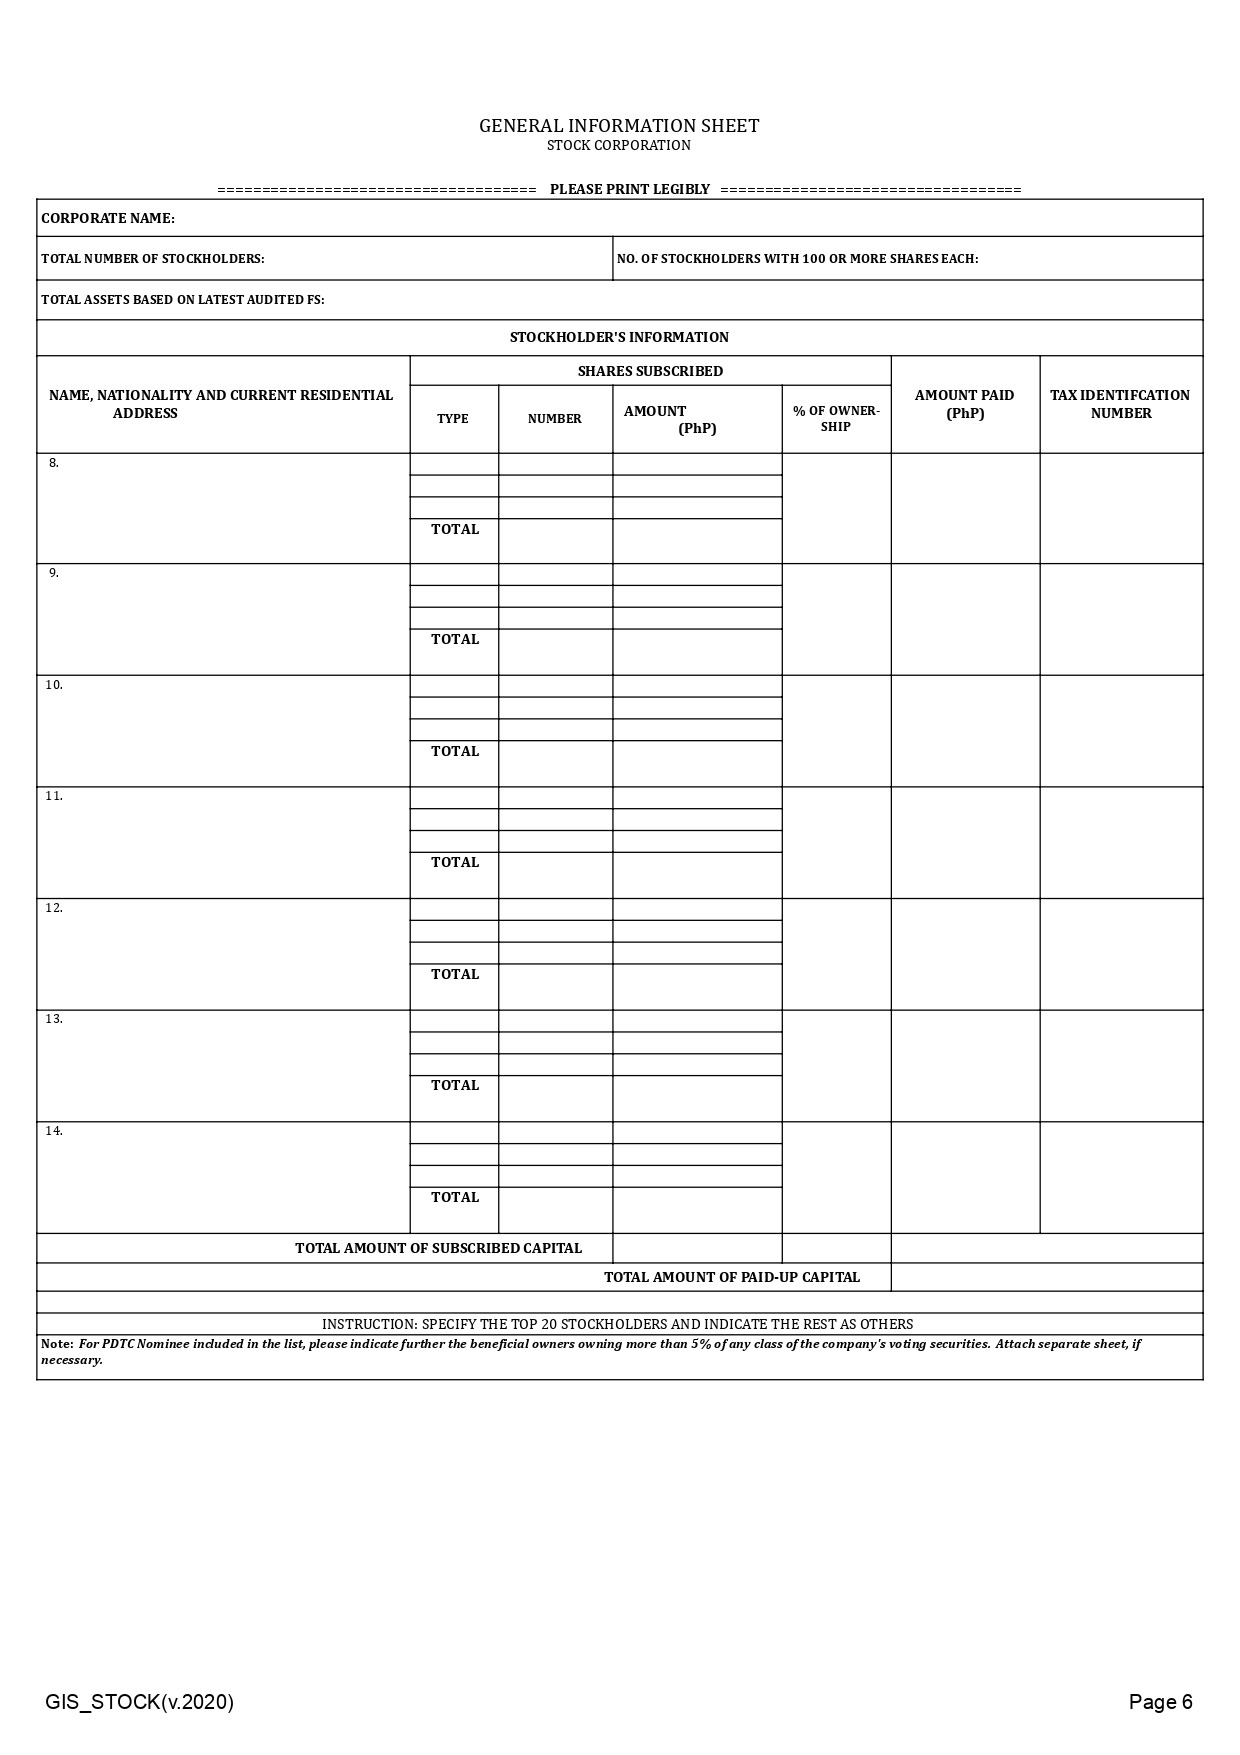 GENERAL INFORMATION SHEET
STOCK CORPORATION
==================================== PLEASE PRINT LEGIBLY ==================================
CORPORATE NAME:
TOTAL NUMBER OF STOCKHOLDERS: NO. OF STOCKHOLDERS WITH 100 OR MORE SHARES EACH:
TOTAL ASSETS BASED ON LATEST AUDITED FS:
STOCKHOLDER'S INFORMATION
NAME, NATIONALITY AND CURRENT RESIDENTIAL
ADDRESS
SHARES SUBSCRIBED
TYPE
NUMBER
AMOUNT
(PhP)
% OF OWNER-
SHIP
AMOUNT PAID
(PhP)
TAX IDENTIFCATION
NUMBER
8.
TOTAL
9.
TOTAL
10.
TOTAL
11.
TOTAL
12.
TOTAL
13.
TOTAL
14.
TOTAL
TOTAL AMOUNT OF SUBSCRIBED CAPITAL
TOTAL AMOUNT OF PAID-UP CAPITAL
INSTRUCTION: SPECIFY THE TOP 20 STOCKHOLDERS AND INDICATE THE REST AS OTHERS
Note: For PDTC Nominee included in the list, please indicate further the beneficial owners owning more than 5% of any class of the company's voting securities. Attach separate sheet, if
necessary.
GIS_STOCK(v.2020) Page 6